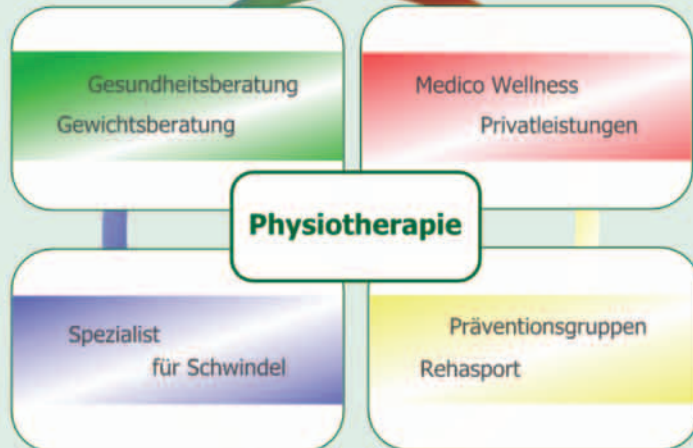 Gesundheitsberatung
Gewichtsberatung
Medico Wellness
Privatleistungen
Physiotherapie
Spezialist
für Schwindel
Präventionsgruppen
Rehasport